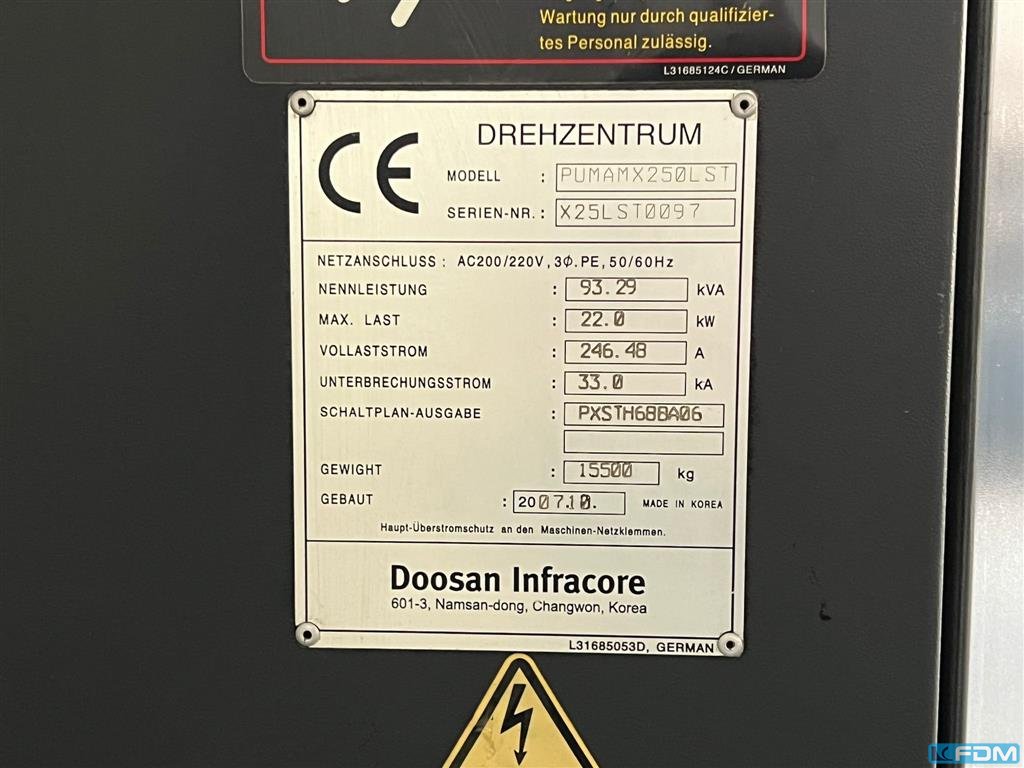 Wartung nur durch qualifizier-
tes Personal zulässig.
L31685124C/GERMAN
CE
DREHZENTRUM
MODELL : PUMAMX250LST
SERIEN-NR. : X25LST0097
NETZANSCHLUSS : AC200/220V, 3Φ.PE, 50/60Hz
NENNLEISTUNG : 93.29 kVA
MAX. LAST : 22.0 kW
VOLLASTSTROM : 246.48 A
UNTERBRECHUNGSSTROM : 33.0 kA
SCHALTPLAN-AUSGABE : PXSTH6BBA06
GEWIGHT : 15500 kg
GEBAUT : 2007.10. MADE IN KOREA
Haupt-Überstromschutz an den Maschinen-Netzklemmen.
Doosan Infracore
601-3, Namsan-dong, Changwon, Korea
L31685053D, GERMAN
KFDM